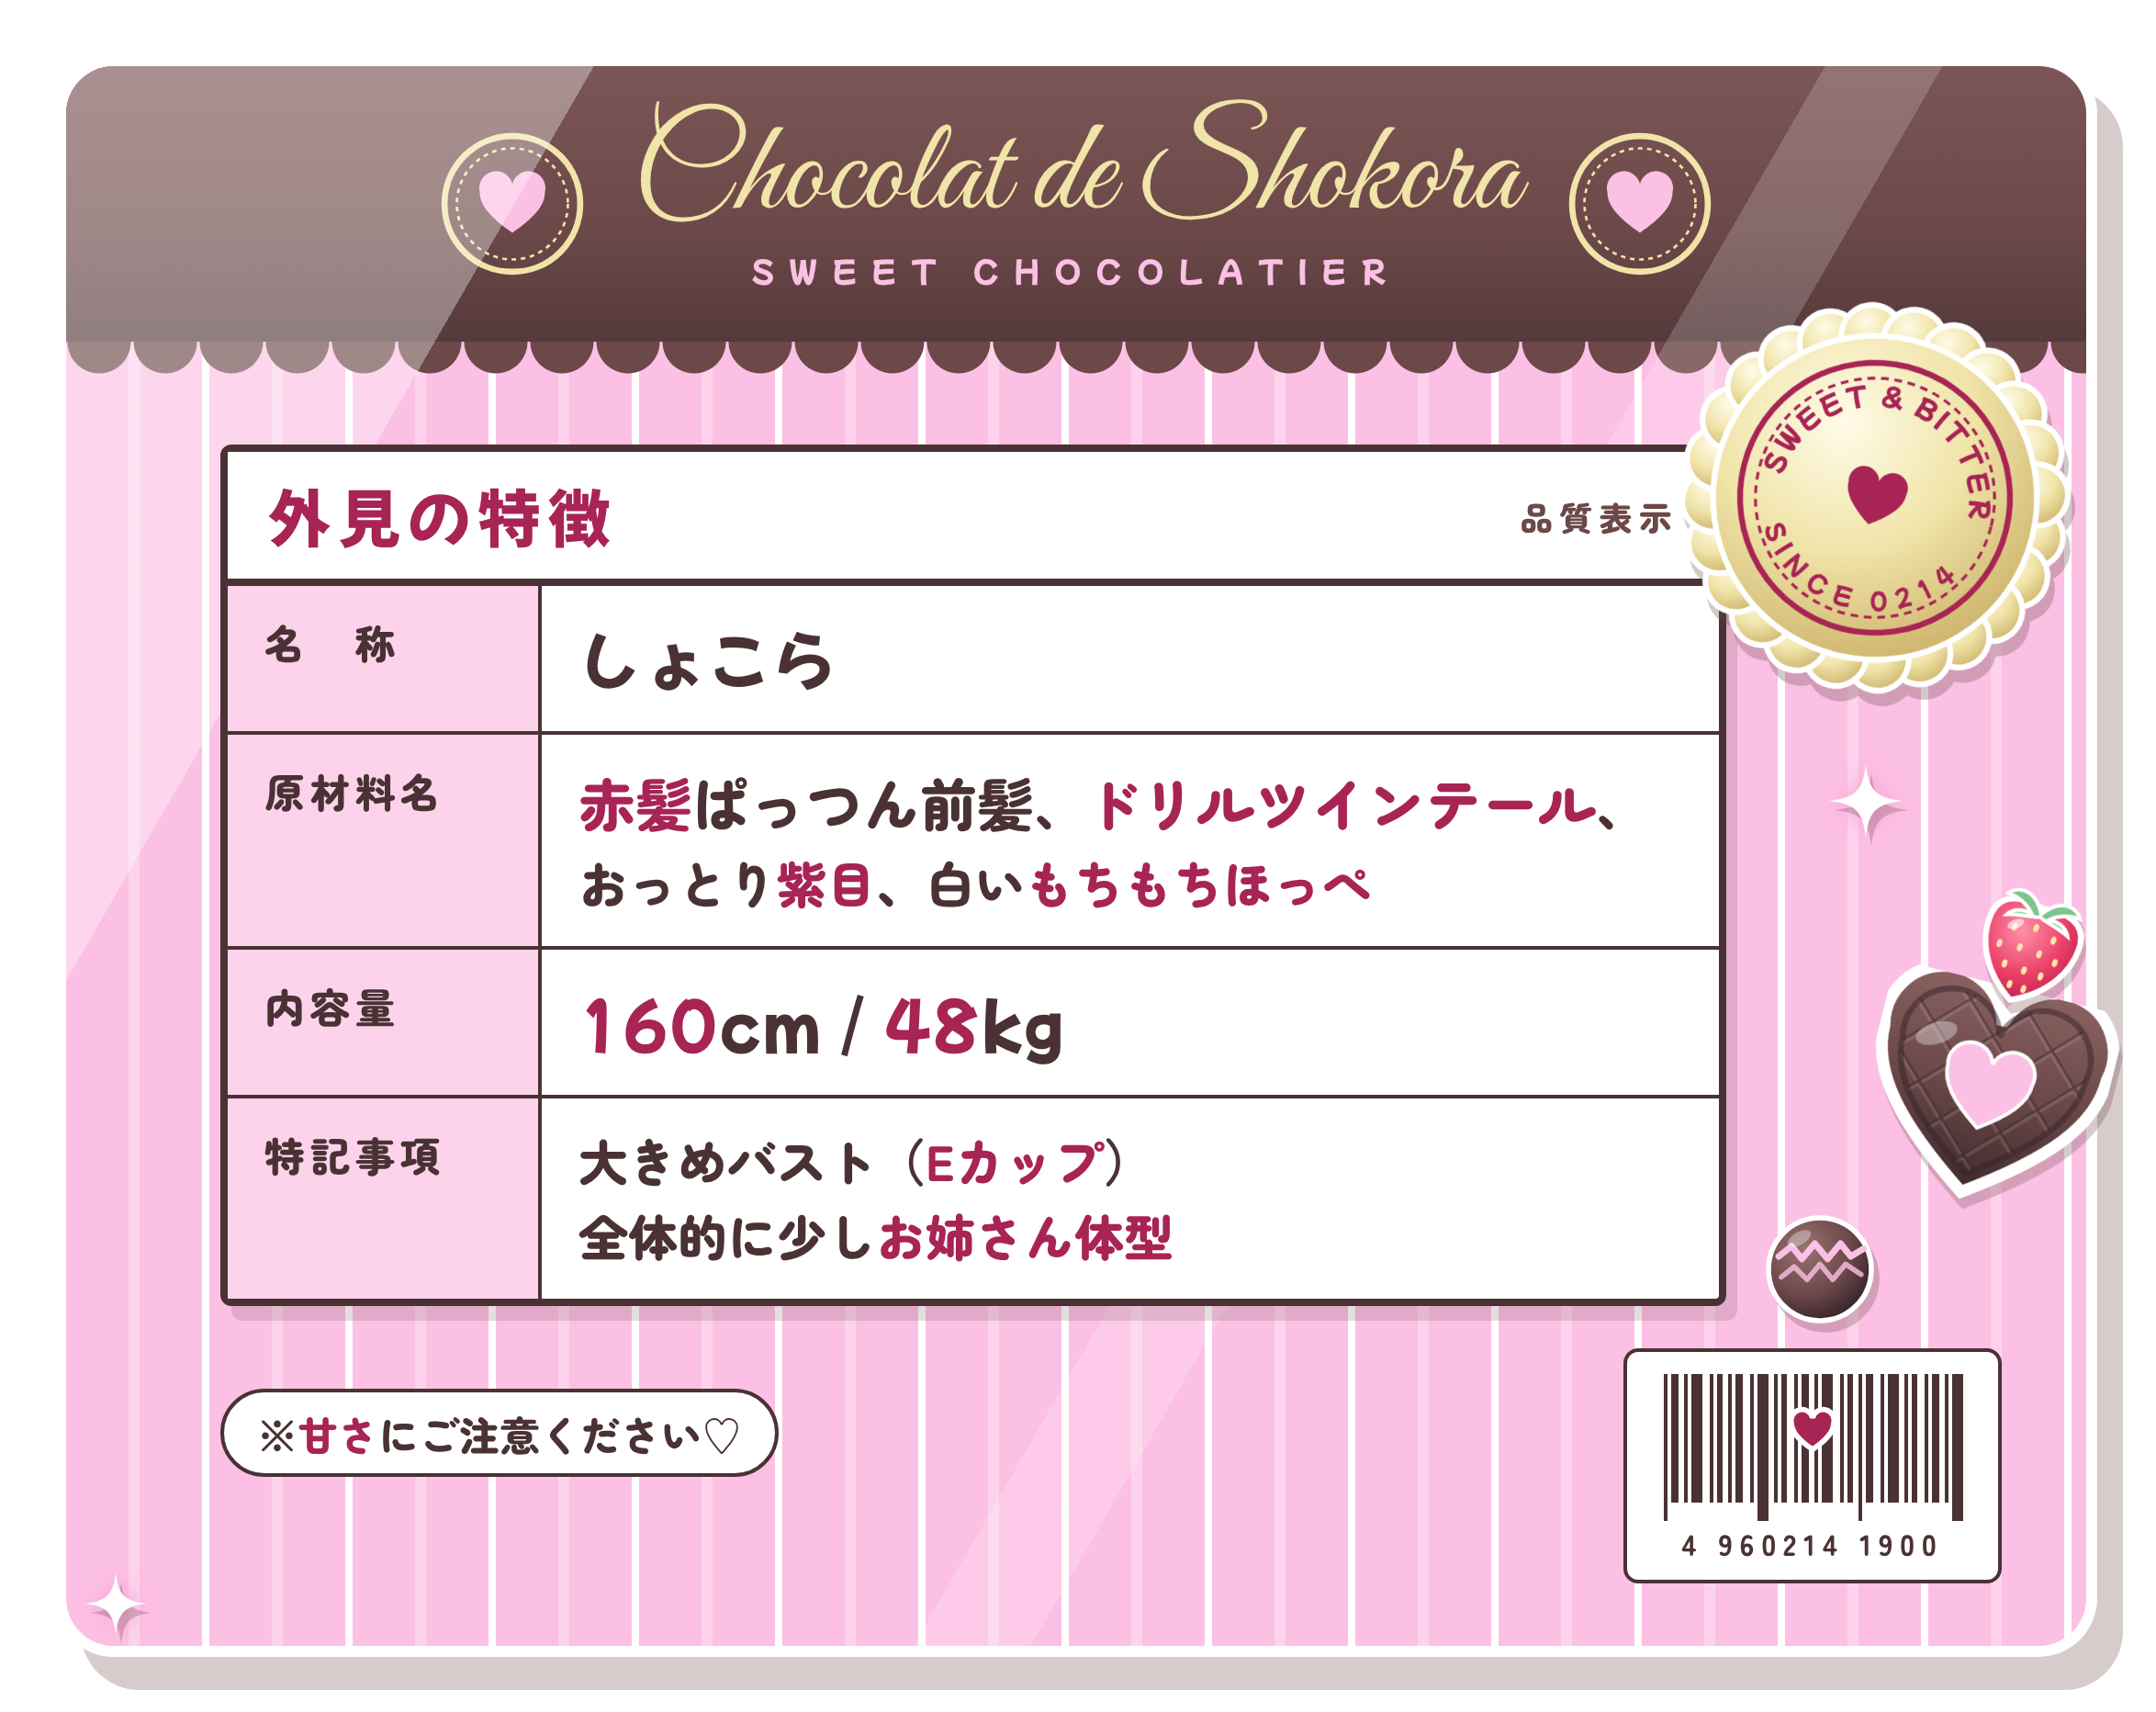 Chocolat de Shokora
SWEET CHOCOLATIER
SWEET & BITTER
SINCE 0214
外見の特徴
品質表示
名　称
しょこら
原材料名
赤髪ぱっつん前髪、ドリルツインテール、
おっとり紫目、白いもちもちほっぺ
内容量
160cm / 48kg
特記事項
大きめバスト（Eカップ）
全体的に少しお姉さん体型
※甘さにご注意ください♡
4 960214 1900